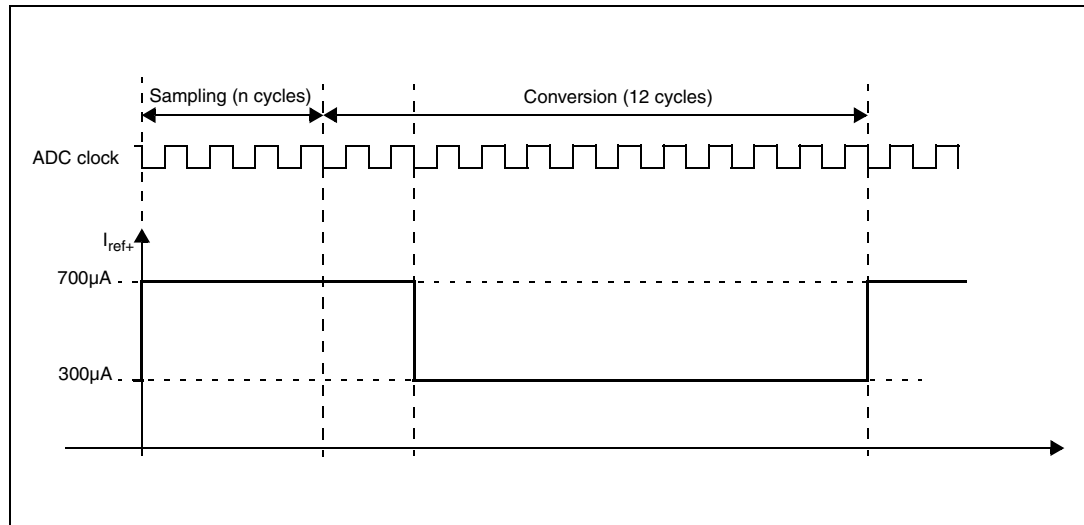 Sampling (n cycles)
Conversion (12 cycles)
ADC clock
Iref+
700µA
300µA